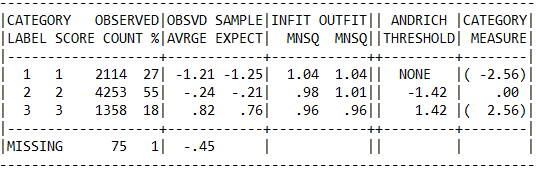 |CATEGORY   OBSERVED|OBSVD SAMPLE|INFIT OUTFIT|| ANDRICH |CATEGORY|
|LABEL SCORE COUNT %|AVRGE EXPECT|  MNSQ  MNSQ||THRESHOLD| MEASURE|
|  1   1    2114  27|-1.21 -1.25|  1.04  1.04||  NONE   |( -2.56)|
|  2   2    4253  55| -.24  -.21|   .98  1.01||   -1.42 |   .00  |
|  3   3    1358  18|  .82   .76|   .96   .96||    1.42 |(  2.56)|
|MISSING      75   1| -.45      |            ||         |        |